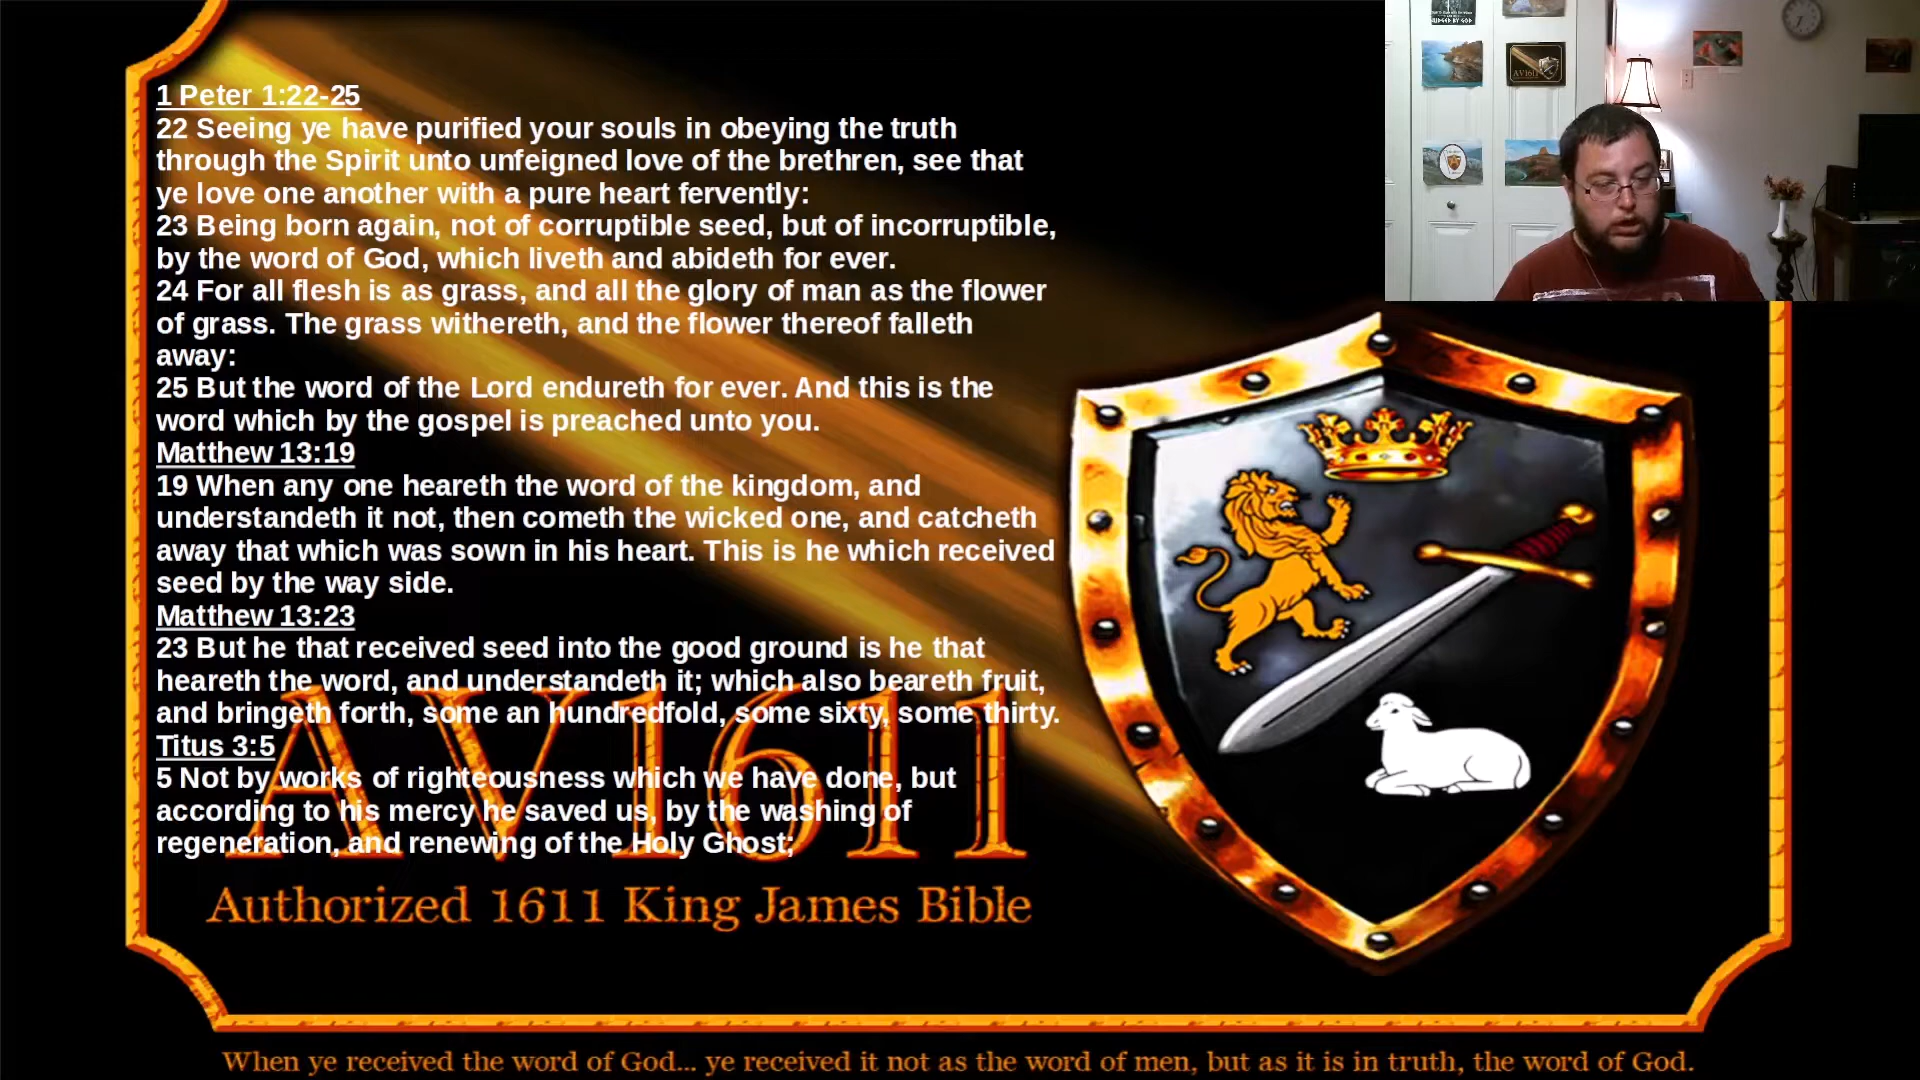 1 Peter 1:22-25
22 Seeing ye have purified your souls in obeying the truth
through the Spirit unto unfeigned love of the brethren, see that
ye love one another with a pure heart fervently:
23 Being born again, not of corruptible seed, but of incorruptible,
by the word of God, which liveth and abideth for ever.
24 For all flesh is as grass, and all the glory of man as the flower
of grass. The grass withereth, and the flower thereof falleth
away:
25 But the word of the Lord endureth for ever. And this is the
word which by the gospel is preached unto you.
Matthew 13:19
19 When any one heareth the word of the kingdom, and
understandeth it not, then cometh the wicked one, and catcheth
away that which was sown in his heart. This is he which received
seed by the way side.
Matthew 13:23
23 But he that received seed into the good ground is he that
heareth the word, and understandeth it; which also beareth fruit,
and bringeth forth, some an hundredfold, some sixty, some thirty.
Titus 3:5
5 Not by works of righteousness which we have done, but
according to his mercy he saved us, by the washing of
regeneration, and renewing of the Holy Ghost;
AV1611
Authorized 1611 King James Bible
When ye received the word of God... ye received it not as the word of men, but as it is in truth, the word of God.
JUDGED BY GOD
AV1611